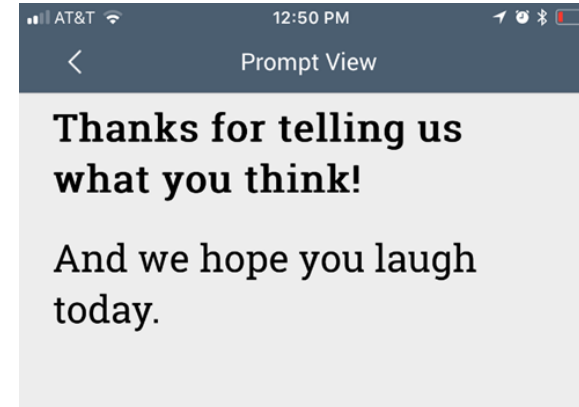 AT&T 12:50 PM
Prompt View
Thanks for telling us
what you think!
And we hope you laugh
today.